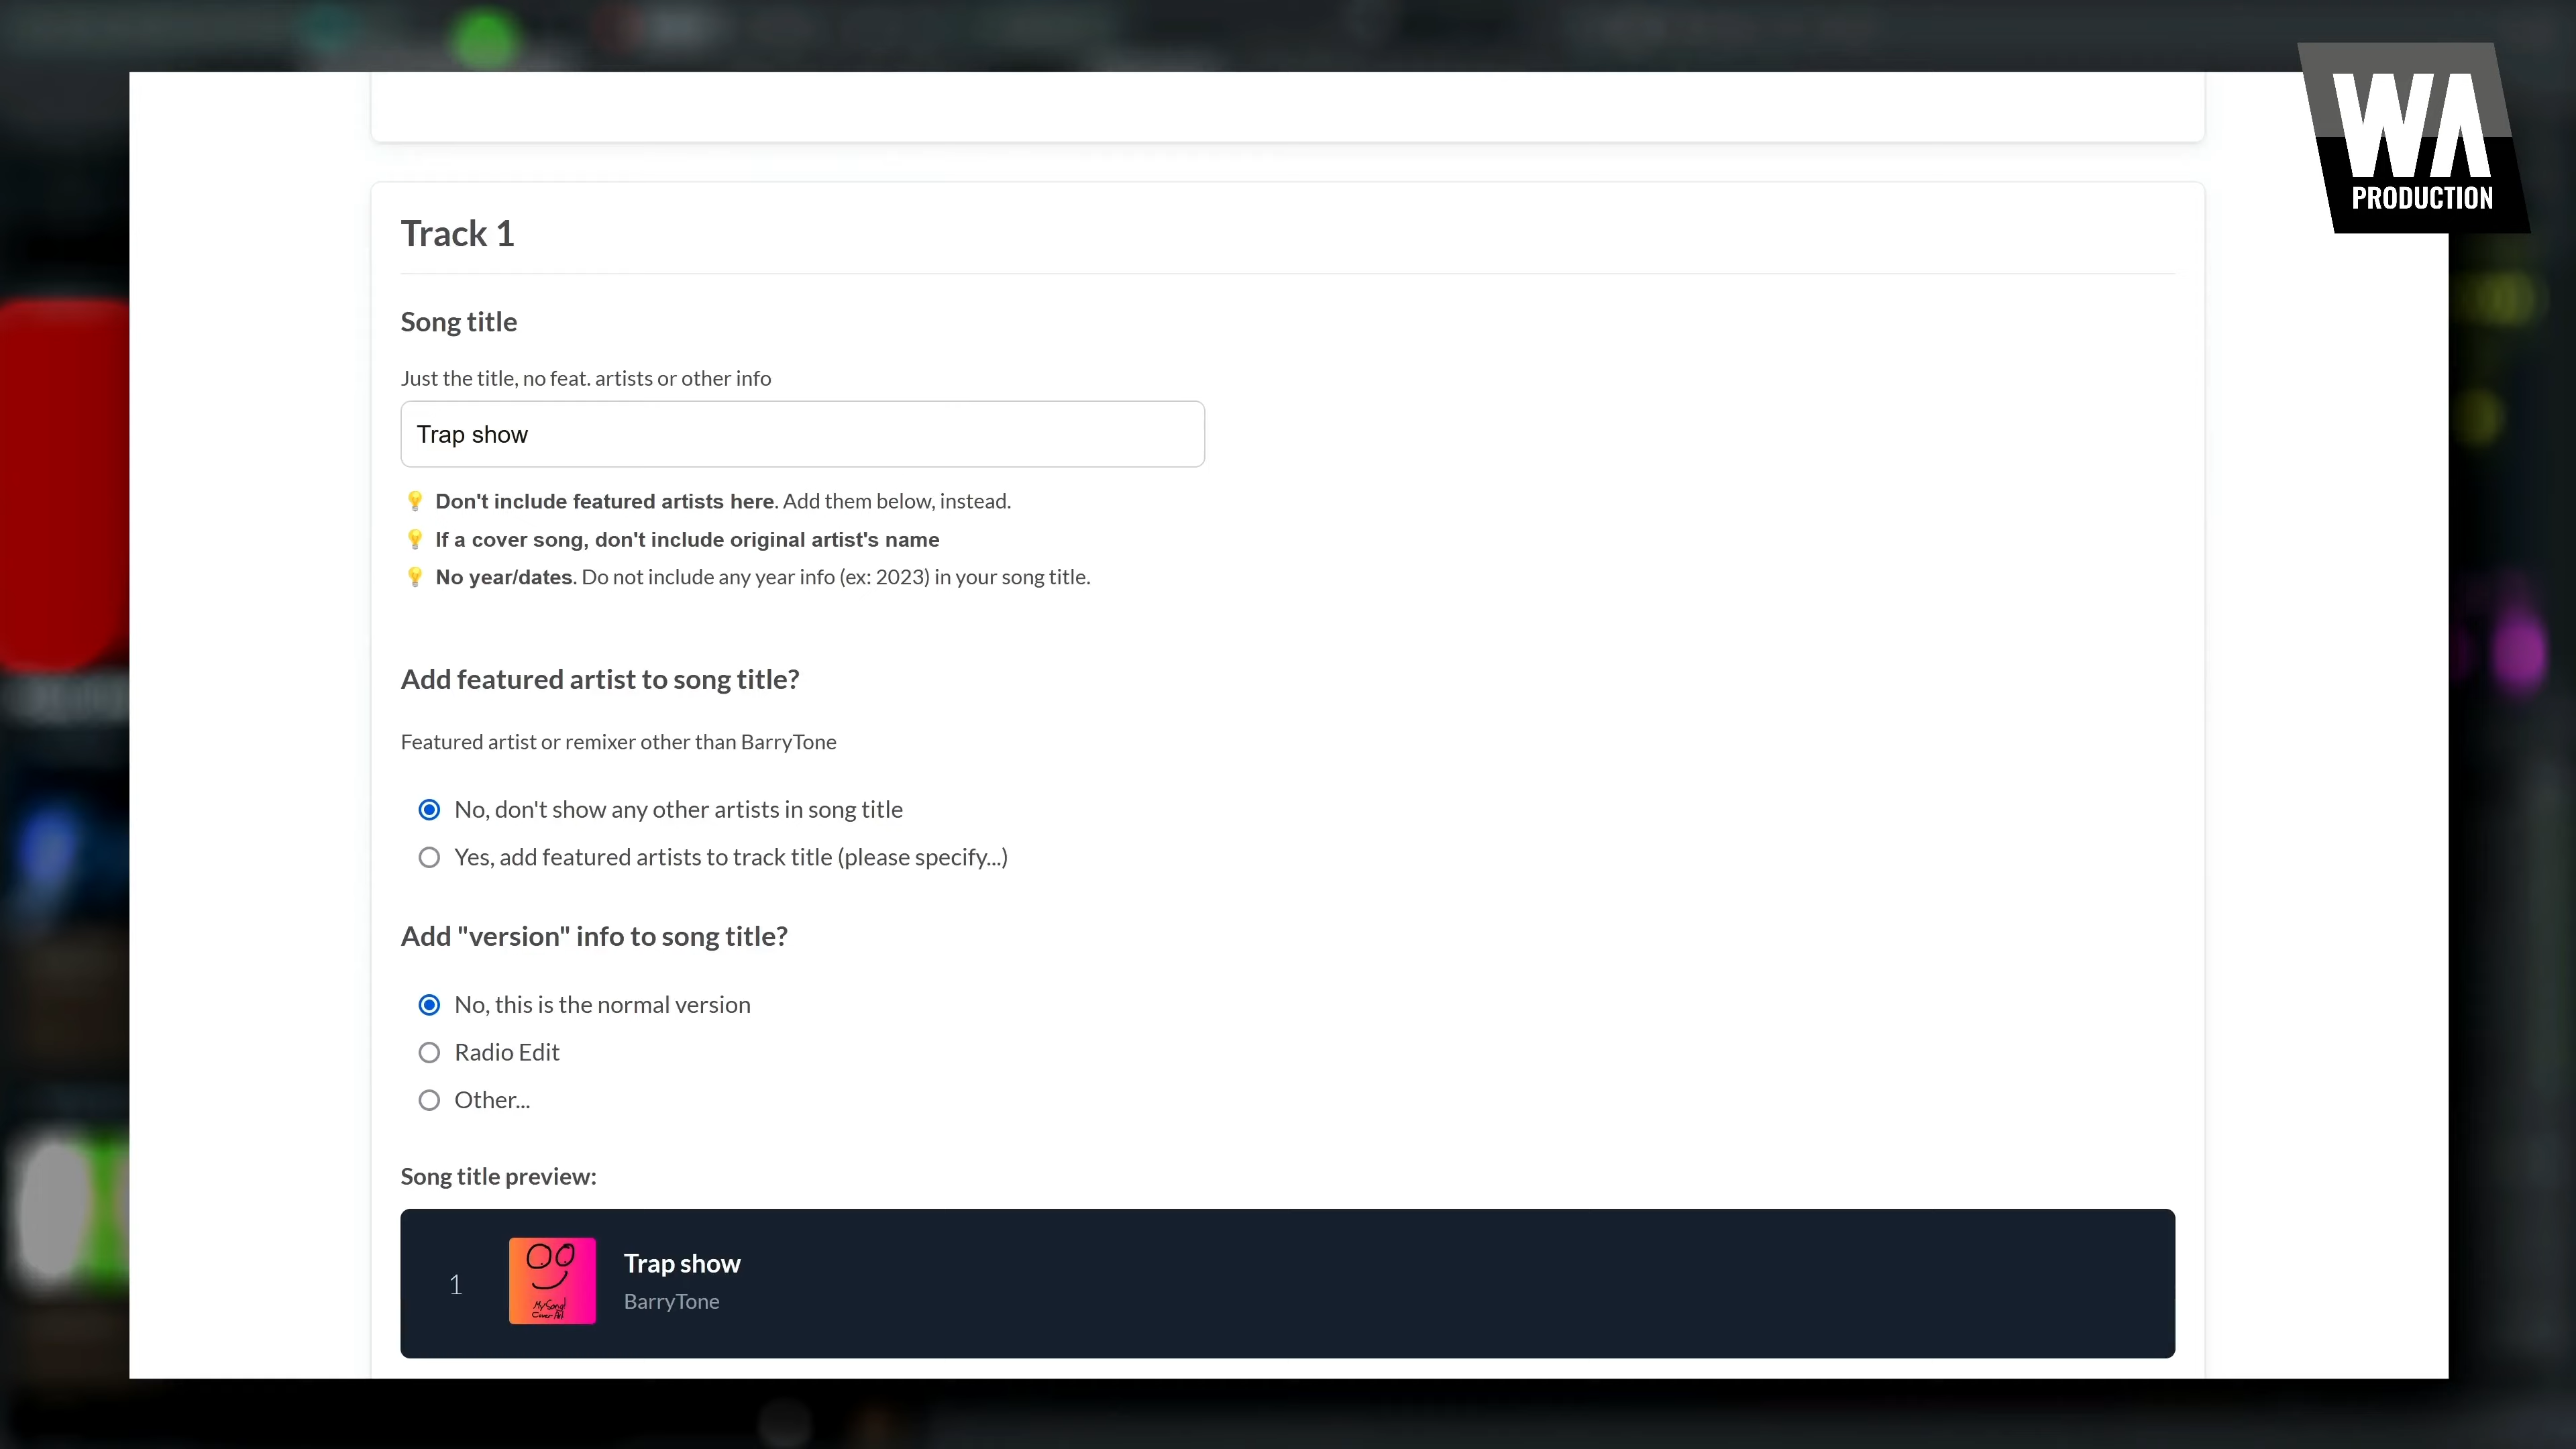 WA
PRODUCTION
Track 1
Song title
Just the title, no feat. artists or other info
Trap show
Don't include featured artists here. Add them below, instead.
If a cover song, don't include original artist's name
No year/dates. Do not include any year info (ex: 2023) in your song title.
Add featured artist to song title?
Featured artist or remixer other than BarryTone
No, don't show any other artists in song title
Yes, add featured artists to track title (please specify...)
Add "version" info to song title?
No, this is the normal version
Radio Edit
Other...
Song title preview:
1
My Song!
Cover Art
Trap show
BarryTone